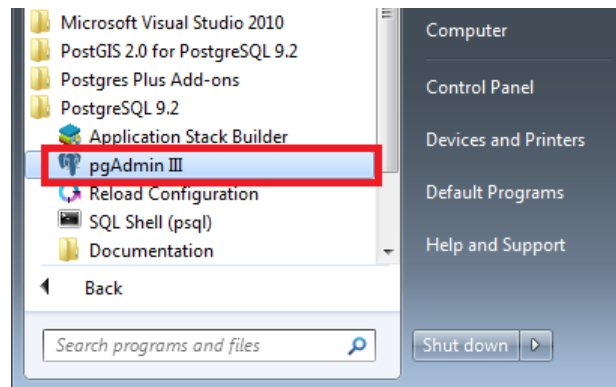 Microsoft Visual Studio 2010
PostGIS 2.0 for PostgreSQL 9.2
Postgres Plus Add-ons
PostgreSQL 9.2
Application Stack Builder
pgAdmin III
Reload Configuration
SQL Shell (psql)
Documentation
Back
Search programs and files
Computer
Control Panel
Devices and Printers
Default Programs
Help and Support
Shut down